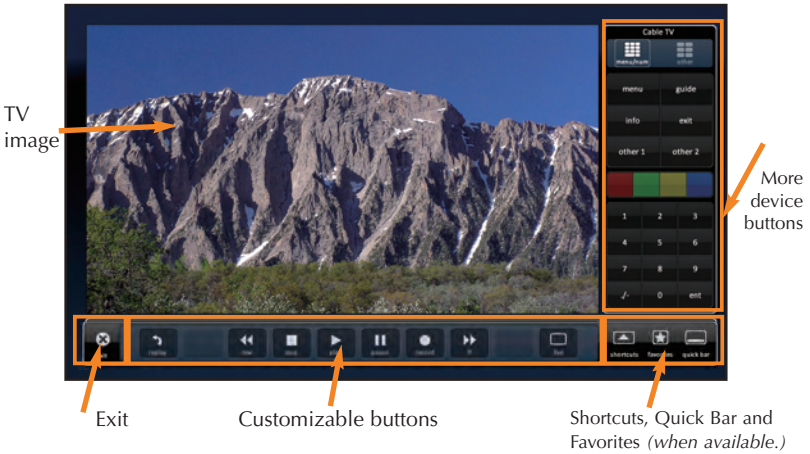 Cable TV
menu/num other
menu guide
info exit
other 1 other 2
1 2 3
4 5 6
7 8 9
./- 0 ent
TV
image
More
device
buttons
replay rew stop play pause record ff live
shortcuts favorites quick bar
Exit
Customizable buttons
Shortcuts, Quick Bar and
Favorites (when available.)